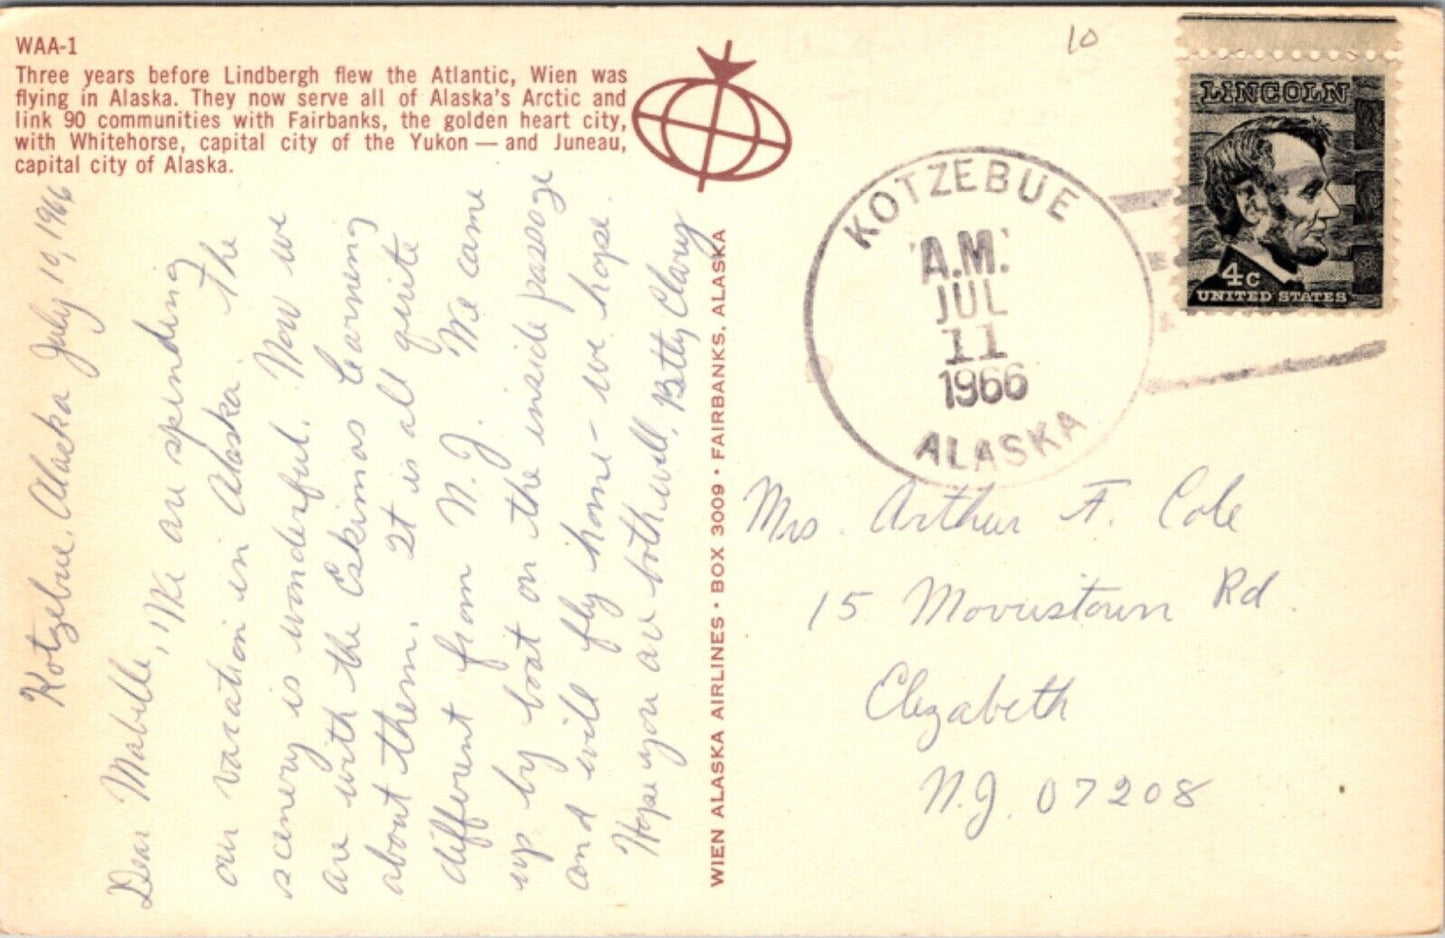 WAA-1
Three years before Lindbergh flew the Atlantic, Wien was
flying in Alaska. They now serve all of Alaska's Arctic and
link 90 communities with Fairbanks, the golden heart city,
with Whitehorse, capital city of the Yukon — and Juneau,
capital city of Alaska.
Kotzebue, Alaska July 10, 1966
Dear Mabelle, We are spending
our vacation in Alaska. The
scenery is wonderful. Now we
are with the Eskimos learning
about them. It is all quite
different from N.J. We came
up by boat on the inside passage
and will fly home - we hope.
Hope you are both well, Betty Clary
WIEN ALASKA AIRLINES • BOX 3009 • FAIRBANKS, ALASKA
10
KOTZEBUE
A.M.
JUL
11
1966
ALASKA
LINCOLN
4c
UNITED STATES
Mrs. Arthur F. Cole
15 Morristown Rd.
Elizabeth
N.J. 07208